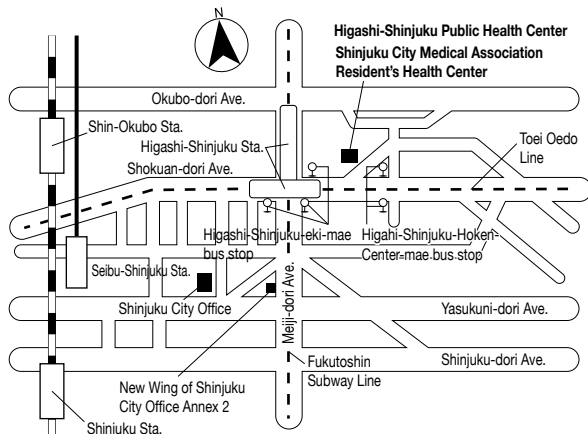 Higashi-Shinjuku Public Health Center
Shinjuku City Medical Association
Resident's Health Center
N
Okubo-dori Ave.
Shin-Okubo Sta.
Higashi-Shinjuku Sta.
Shokuan-dori Ave.
Toei Oedo
Line
Higashi-Shinjuku-eki-mae
bus stop
Higahi-Shinjuku-Hoken-
Center-mae bus stop
Seibu-Shinjuku Sta.
Shinjuku City Office
Meiji-dori Ave.
Yasukuni-dori Ave.
Shinjuku-dori Ave.
Fukutoshin
Subway Line
New Wing of Shinjuku
City Office Annex 2
Shinjuku Sta.